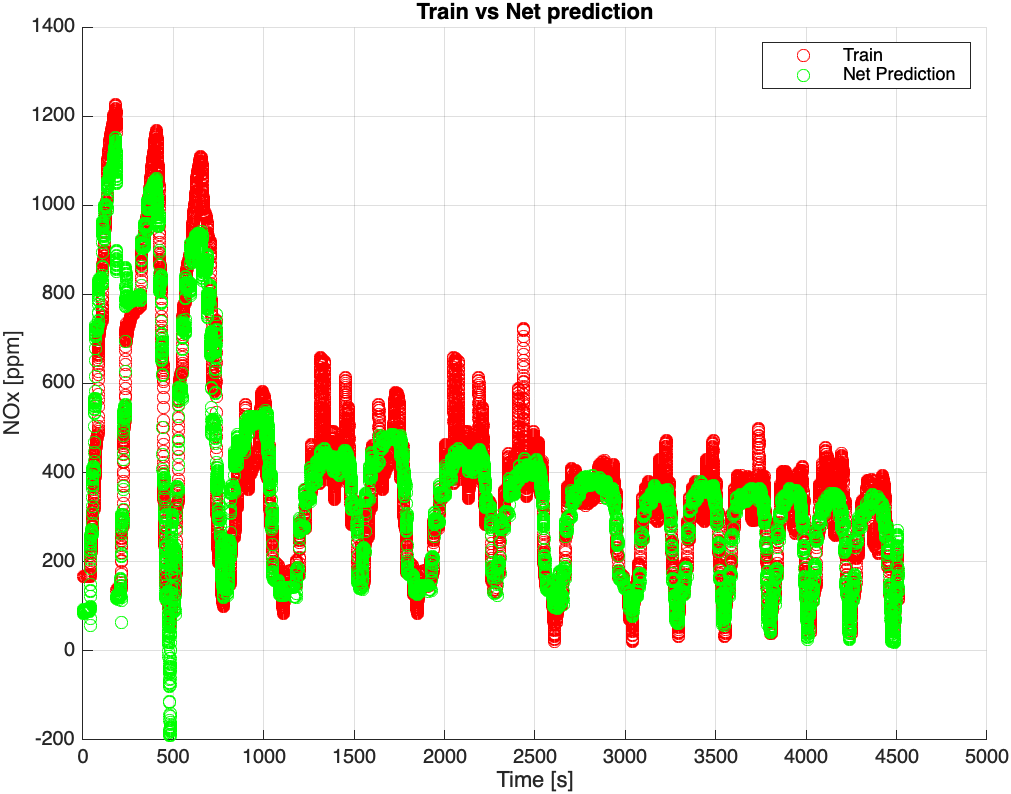 Train vs Net prediction
Train
Net Prediction
NOx [ppm]
1400
1200
1000
800
600
400
200
0
-200
0 500 1000 1500 2000 2500 3000 3500 4000 4500 5000
Time [s]